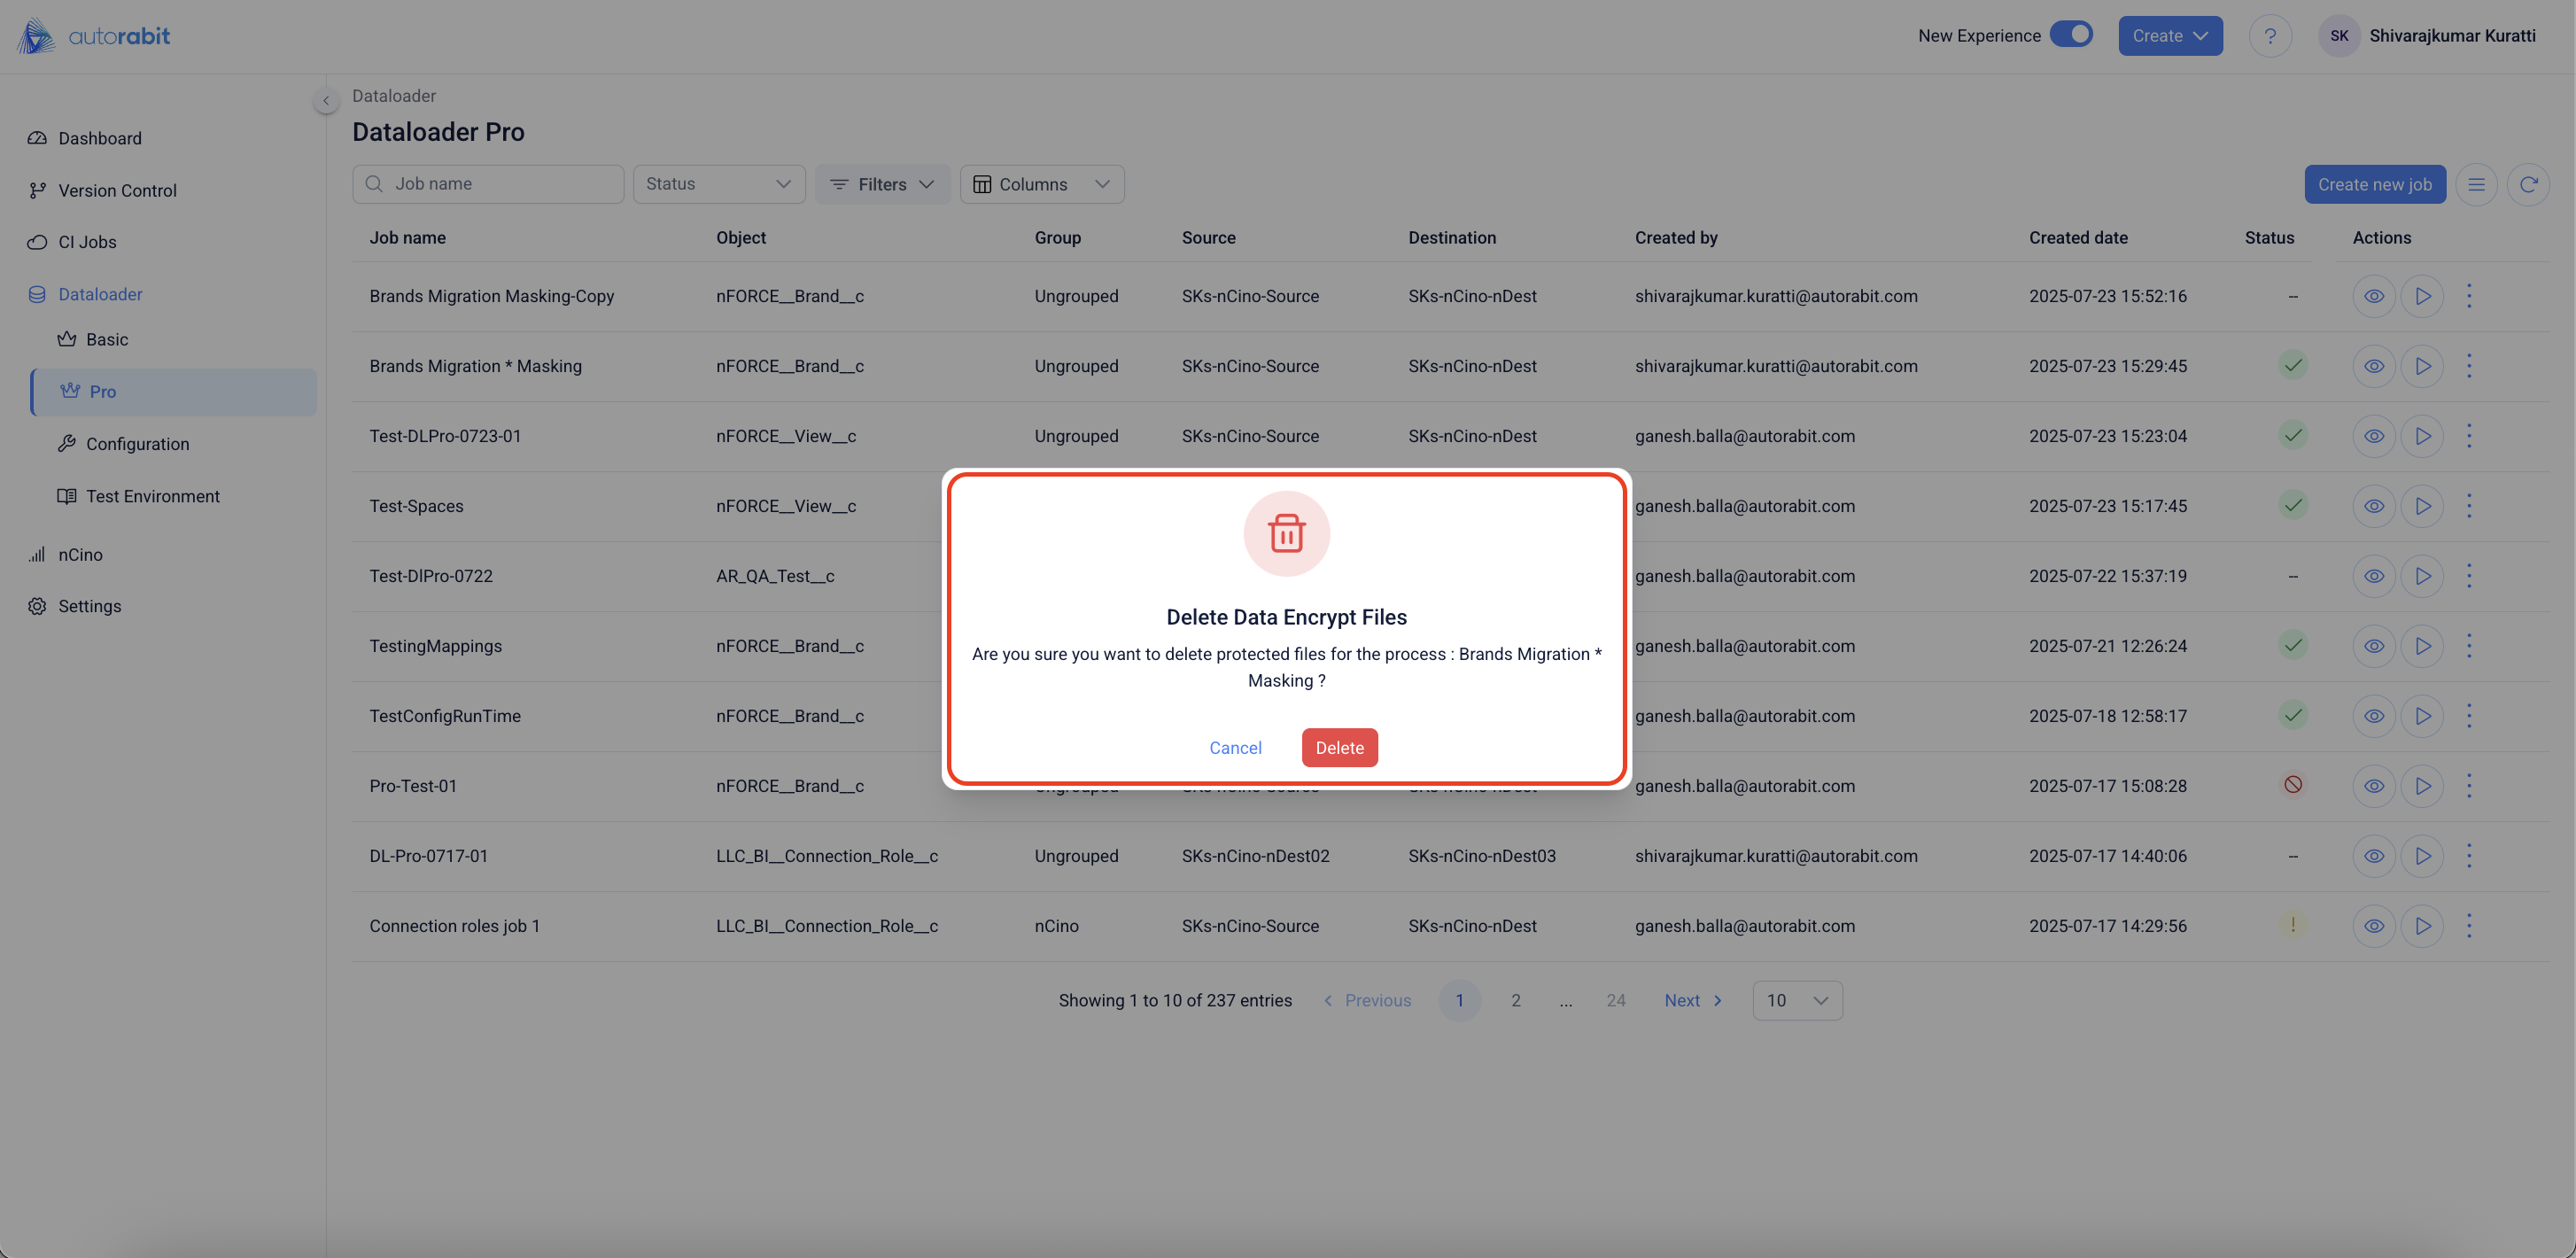 autorabit
New Experience Create ? SK Shivarajkumar Kuratti
Dashboard
Version Control
CI Jobs
Dataloader
Basic
Pro
Configuration
Test Environment
nCino
Settings
Dataloader
Dataloader Pro
Job name Status Filters Columns Create new job
Job name Object Group Source Destination Created by Created date Status Actions
Brands Migration Masking-Copy nFORCE__Brand__c Ungrouped SKs-nCino-Source SKs-nCino-nDest shivarajkumar.kuratti@autorabit.com 2025-07-23 15:52:16 --
Brands Migration * Masking nFORCE__Brand__c Ungrouped SKs-nCino-Source SKs-nCino-nDest shivarajkumar.kuratti@autorabit.com 2025-07-23 15:29:45
Test-DLPro-0723-01 nFORCE__View__c Ungrouped SKs-nCino-Source SKs-nCino-nDest ganesh.balla@autorabit.com 2025-07-23 15:23:04
Test-Spaces nFORCE__View__c ganesh.balla@autorabit.com 2025-07-23 15:17:45
Test-DlPro-0722 AR_QA_Test__c ganesh.balla@autorabit.com 2025-07-22 15:37:19 --
TestingMappings nFORCE__Brand__c ganesh.balla@autorabit.com 2025-07-21 12:26:24
TestConfigRunTime nFORCE__Brand__c ganesh.balla@autorabit.com 2025-07-18 12:58:17
Pro-Test-01 nFORCE__Brand__c Ungrouped SKs-nCino-Source SKs-nCino-nDest ganesh.balla@autorabit.com 2025-07-17 15:08:28
DL-Pro-0717-01 LLC_BI__Connection_Role__c Ungrouped SKs-nCino-nDest02 SKs-nCino-nDest03 shivarajkumar.kuratti@autorabit.com 2025-07-17 14:40:06 --
Connection roles job 1 LLC_BI__Connection_Role__c nCino SKs-nCino-Source SKs-nCino-nDest ganesh.balla@autorabit.com 2025-07-17 14:29:56 !
Showing 1 to 10 of 237 entries Previous 1 2 ... 24 Next 10
Delete Data Encrypt Files
Are you sure you want to delete protected files for the process : Brands Migration *
Masking ?
Cancel Delete